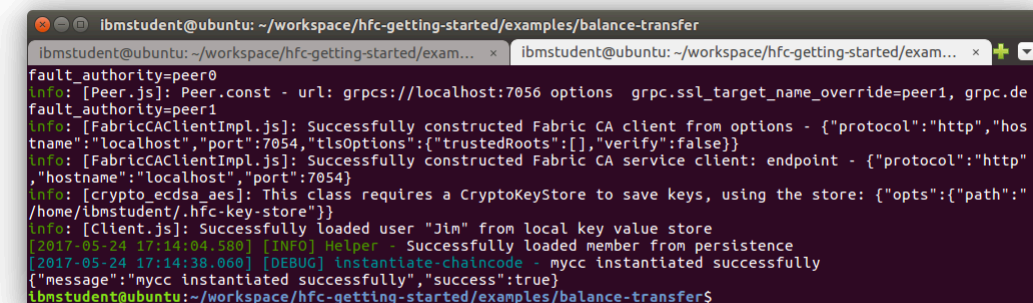 ibmstudent@ubuntu: ~/workspace/hfc-getting-started/examples/balance-transfer
ibmstudent@ubuntu: ~/workspace/hfc-getting-started/exam... × ibmstudent@ubuntu: ~/workspace/hfc-getting-started/exam... ×
fault_authority=peer0
info: [Peer.js]: Peer.const - url: grpcs://localhost:7056 options  grpc.ssl_target_name_override=peer1, grpc.de
fault_authority=peer1
info: [FabricCAClientImpl.js]: Successfully constructed Fabric CA client from options - {"protocol":"http","hos
tname":"localhost","port":7054,"tlsOptions":{"trustedRoots":[],"verify":false}}
info: [FabricCAClientImpl.js]: Successfully constructed Fabric CA service client: endpoint - {"protocol":"http"
,"hostname":"localhost","port":7054}
info: [crypto_ecdsa_aes]: This class requires a CryptoKeyStore to save keys, using the store: {"opts":{"path":"
/home/ibmstudent/.hfc-key-store"}}
info: [Client.js]: Successfully loaded user "Jim" from local key value store
[2017-05-24 17:14:04.580] [INFO] Helper - Successfully loaded member from persistence
[2017-05-24 17:14:38.060] [DEBUG] instantiate-chaincode - mycc instantiated successfully
{"message":"mycc instantiated successfully","success":true}
ibmstudent@ubuntu:~/workspace/hfc-getting-started/examples/balance-transfer$